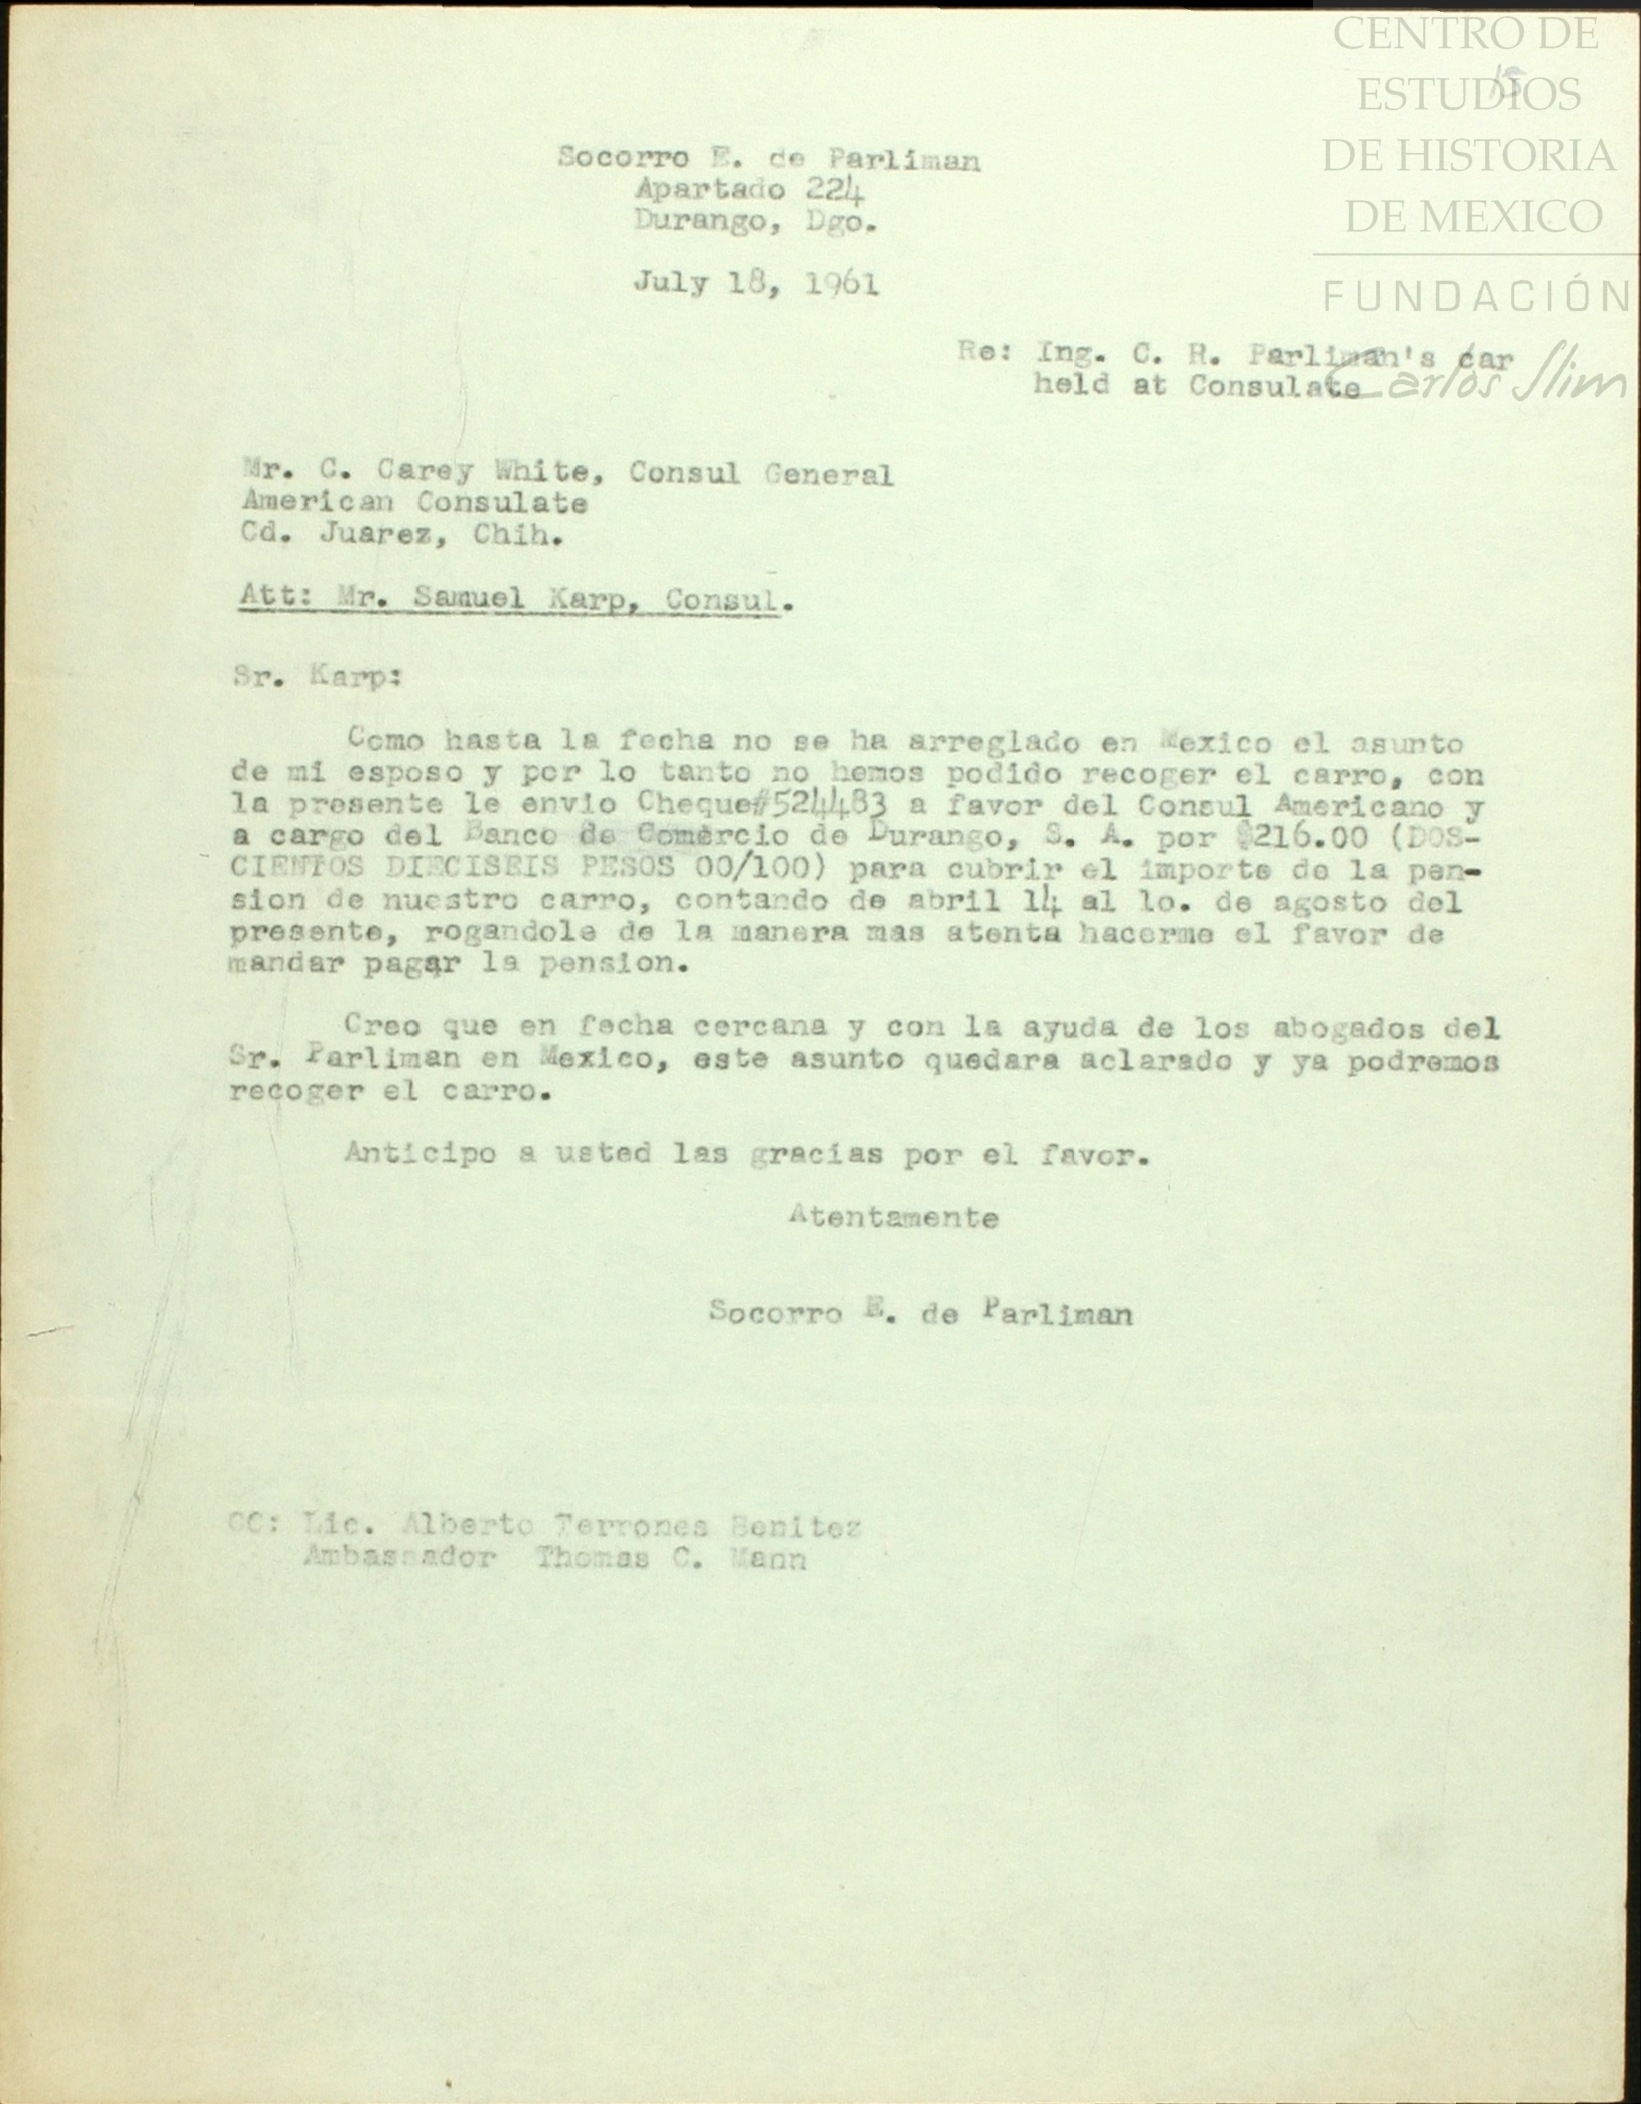 CENTRO DE
ESTUDIOS
DE HISTORIA
DE MEXICO
FUNDACIÓN
Carlos Slim
15
Socorro E. de Parliman
Apartado 224
Durango, Dgo.
July 18, 1961
Re: Ing. C. R. Parliman's car
held at Consulate
Mr. C. Carey White, Consul General
American Consulate
Cd. Juarez, Chih.
Att: Mr. Samuel Karp, Consul.
Sr. Karp:
Como hasta la fecha no se ha arreglado en Mexico el asunto
de mi esposo y por lo tanto no hemos podido recoger el carro, con
la presente le envio Cheque#524483 a favor del Consul Americano y
a cargo del Banco de Comercio de Durango, S. A. por $216.00 (DOS-
CIENTOS DIECISEIS PESOS 00/100) para cubrir el importe de la pen-
sion de nuestro carro, contando de abril 14 al 1o. de agosto del
presente, rogandole de la manera mas atenta hacerme el favor de
mandar pagar la pension.
Creo que en fecha cercana y con la ayuda de los abogados del
Sr. Parliman en Mexico, este asunto quedara aclarado y ya podremos
recoger el carro.
Anticipo a usted las gracias por el favor.
Atentamente
Socorro E. de Parliman
CC: Lic. Alberto Terrones Benitez
Ambassador Thomas C. Mann